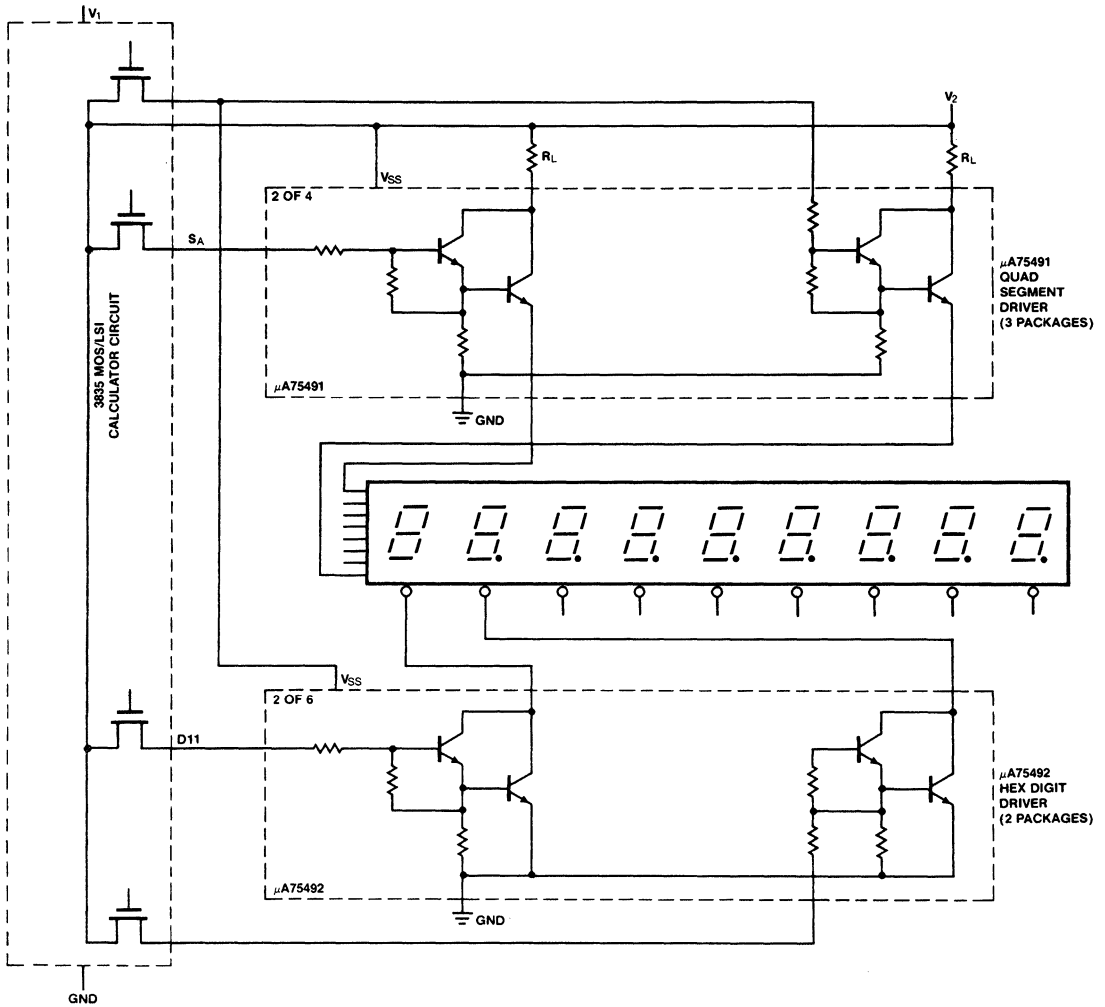 V1
V2
RL
RL
VSS
2 OF 4
SA
μA75491
QUAD
SEGMENT
DRIVER
(3 PACKAGES)
3835 MOS/LSI
CALCULATOR CIRCUIT
μA75491
GND
VSS
2 OF 6
D11
μA75492
HEX DIGIT
DRIVER
(2 PACKAGES)
μA75492
GND
GND